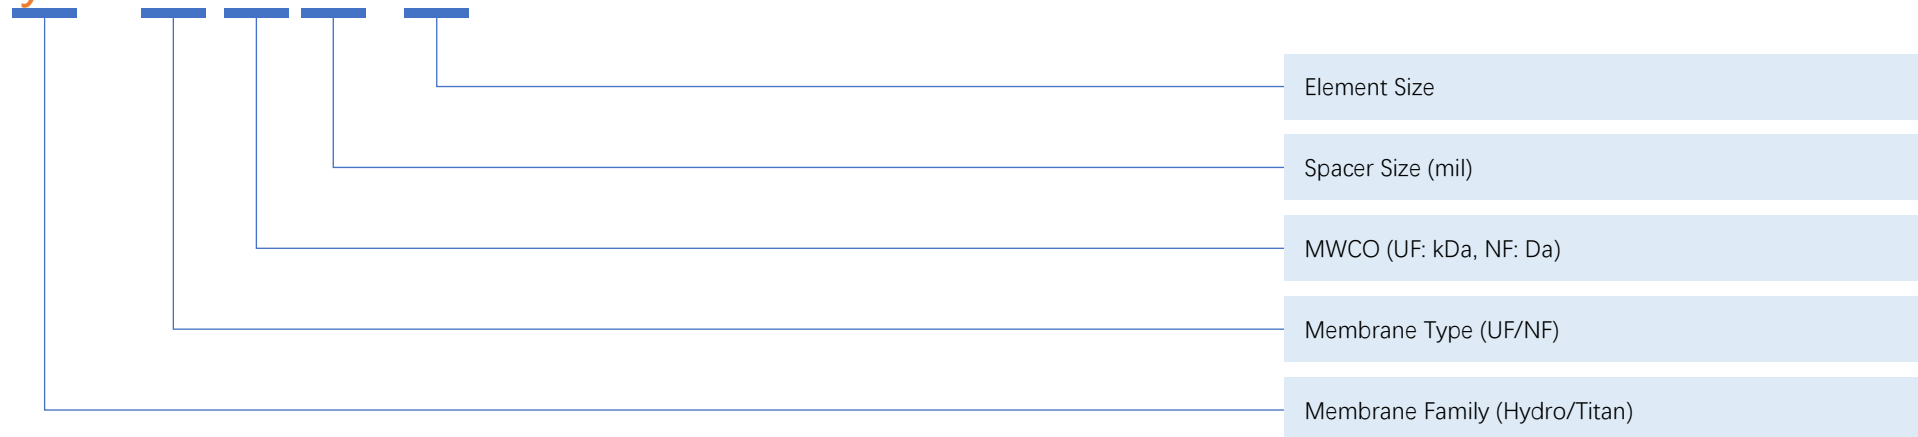 Element Size
Spacer Size (mil)
MWCO (UF: kDa, NF: Da)
Membrane Type (UF/NF)
Membrane Family (Hydro/Titan)